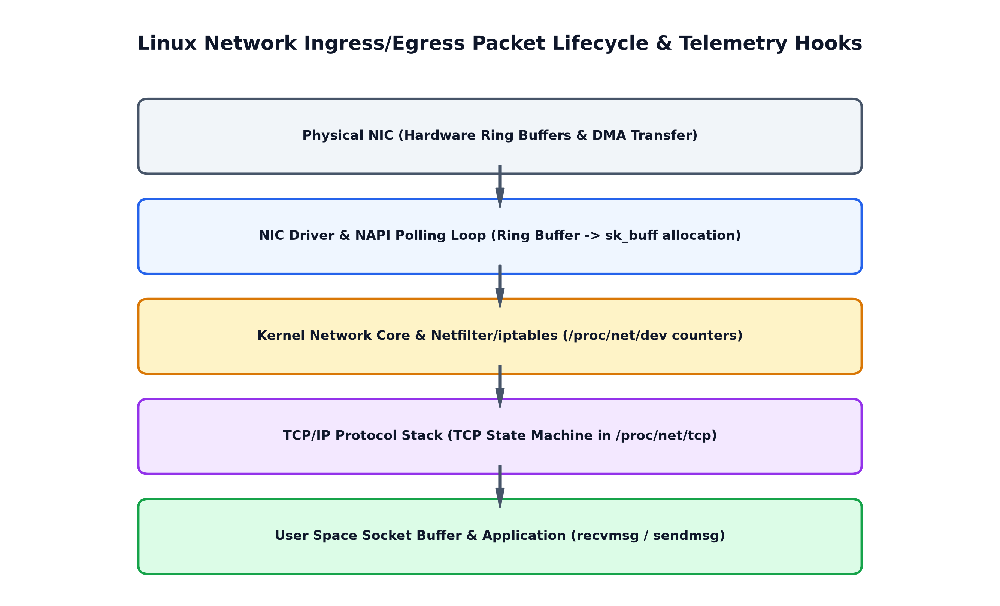 Linux Network Ingress/Egress Packet Lifecycle & Telemetry Hooks
Physical NIC (Hardware Ring Buffers & DMA Transfer)
NIC Driver & NAPI Polling Loop (Ring Buffer -> sk_buff allocation)
Kernel Network Core & Netfilter/iptables (/proc/net/dev counters)
TCP/IP Protocol Stack (TCP State Machine in /proc/net/tcp)
User Space Socket Buffer & Application (recvmsg / sendmsg)